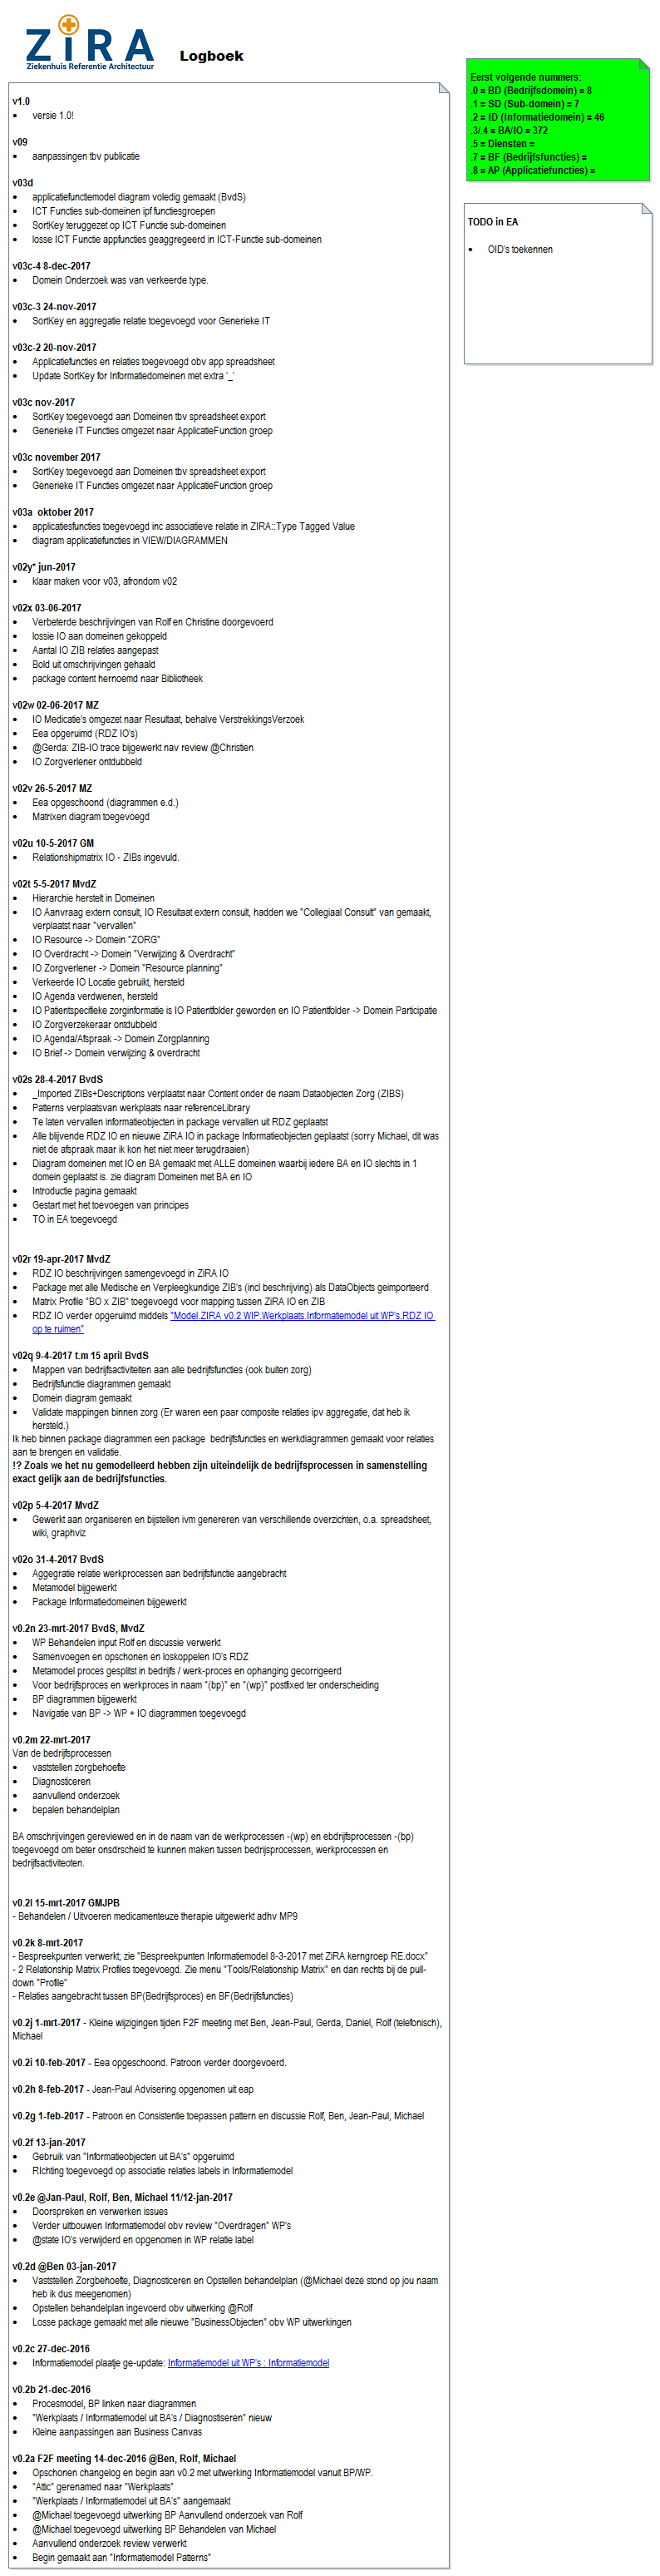 ZiRA
Ziekenhuis Referentie Architectuur
Logboek
v1.0
• versie 1.0!
v09
• aanpassingen tbv publicatie
v03d
• applicatiefunctiemodel diagram voledig gemaakt (BvdS)
• ICT Functies sub-domeinen ipf functiesgroepen
• SortKey teruggezet op ICT Functie sub-domeinen
• losse ICT Functie appfuncties geaggregeerd in ICT-Functie sub-domeinen
v03c-4 8-dec-2017
• Domein Onderzoek was van verkeerde type.
v03c-3 24-nov-2017
• SortKey en aggregatie relatie toegevoegd voor Generieke IT
v03c-2 20-nov-2017
• Applicatiefuncties en relaties toegevoegd obv app spreadsheet
• Update SortKey for Informatiedomeinen met extra '_'
v03c nov-2017
• SortKey toegevoegd aan Domeinen tbv spreadsheet export
• Generieke IT Functies omgezet naar ApplicatieFunction groep
v03c november 2017
• SortKey toegevoegd aan Domeinen tbv spreadsheet export
• Generieke IT Functies omgezet naar ApplicatieFunction groep
v03a  oktober 2017
• applicatiesfuncties toegevoegd inc associatieve relatie in ZIRA::Type Tagged Value
• diagram applicatiefuncties in VIEW/DIAGRAMMEN
v02y* jun-2017
• klaar maken voor v03, afrondom v02
v02x 03-06-2017
• Verbeterde beschrijvingen van Rolf en Christine doorgevoerd
• lossie IO aan domeinen gekoppeld
• Aantal IO ZIB relaties aangepast
• Bold uit omschrijvingen gehaald
• package content hernoemd naar Bibliotheek
v02w 02-06-2017 MZ
• IO Medicatie's omgezet naar Resultaat, behalve VerstrekkingsVerzoek
• Eea opgeruimd (RDZ IO's)
• @Gerda: ZIB-IO trace bijgewerkt nav review @Christien
• IO Zorgverlener ontdubbeld
v02v 26-5-2017 MZ
• Eea opgeschoond (diagrammen e.d.)
• Matrixen diagram toegevoegd
v02u 10-5-2017 GM
• Relationshipmatrix IO - ZIBs ingevuld.
v02t 5-5-2017 MvdZ
• Hierarchie herstelt in Domeinen
• IO Aanvraag extern consult, IO Resultaat extern consult, hadden we "Collegiaal Consult" van gemaakt,
verplaatst naar "vervallen"
• IO Resource -> Domein "ZORG"
• IO Overdracht -> Domein "Verwijzing & Overdracht"
• IO Zorgverlener -> Domein "Resource planning"
• Verkeerde IO Locatie gebruikt, hersteld
• IO Agenda verdwenen, hersteld
• IO Patientspecifieke zorginformatie is IO Patientfolder geworden en IO Patientfolder -> Domein Participatie
• IO Zorgverzekeraar ontdubbeld
• IO Agenda/Afspraak -> Domein Zorgplanning
• IO Brief -> Domein verwijzing & overdracht
v02s 28-4-2017 BvdS
• _Imported ZIBs+Descriptions verplaatst naar Content onder de naam Dataobjecten Zorg (ZIBS)
• Patterns verplaatsvan werkplaats naar referenceLibrary
• Te laten vervallen informatieobjecten in package vervallen uit RDZ geplaatst
• Alle blijvende RDZ IO en nieuwe ZiRA IO in package Informatieobjecten geplaatst (sorry Michael, dit was
niet de afspraak maar ik kon het niet meer terugdraaien)
• Diagram domeinen met IO en BA gemaakt met ALLE domeinen waarbij iedere BA en IO slechts in 1
domein geplaatst is. zie diagram Domeinen met BA en IO
• Introductie pagina gemaakt
• Gestart met het toevoegen van principes
• TO in EA toegevoegd
v02r 19-apr-2017 MvdZ
• RDZ IO beschrijvingen samengevoegd in ZiRA IO
• Package met alle Medische en Verpleegkundige ZIB's (incl beschrijving) als DataObjects geimporteerd
• Matrix Profile "BO x ZIB" toegevoegd voor mapping tussen ZiRA IO en ZIB
• RDZ IO verder opgeruimd middels "Model.ZIRA v0.2 WIP.Werkplaats.Informatiemodel uit WP's.RDZ IO
op te ruimen"
v02q 9-4-2017 t.m 15 april BvdS
• Mappen van bedrijfsactiviteiten aan alle bedrijfsfuncties (ook buiten zorg)
• Bedrijfsfunctie diagrammen gemaakt
• Domein diagram gemaakt
• Validate mappingen binnen zorg (Er waren een paar composite relaties ipv aggregatie, dat heb ik
hersteld.)
Ik heb binnen package diagrammen een package  bedrijfsfuncties en werkdiagrammen gemaakt voor relaties
aan te brengen en validatie.
!? Zoals we het nu gemodelleerd hebben zijn uiteindelijk de bedrijfsprocessen in samenstelling
exact gelijk aan de bedrijfsfuncties.
v02p 5-4-2017 MvdZ
• Gewerkt aan organiseren en bijstellen ivm genereren van verschillende overzichten, o.a. spreadsheet,
wiki, graphviz
v02o 31-4-2017 BvdS
• Aggegratie relatie werkprocessen aan bedrijfsfunctie aangebracht
• Metamodel bijgewerkt
• Package Informatiedomeinen bijgewerkt
v0.2n 23-mrt-2017 BvdS, MvdZ
• WP Behandelen input Rolf en discussie verwerkt
• Samenvoegen en opschonen en loskoppelen IO's RDZ
• Metamodel proces gesplitst in bedrijfs / werk-proces en ophanging gecorrigeerd
• Voor bedrijfsproces en werkproces in naam "(bp)" en "(wp)" postfixed ter onderscheiding
• BP diagrammen bijgewerkt
• Navigatie van BP -> WP + IO diagrammen toegevoegd
v0.2m 22-mrt-2017
Van de bedrijfsprocessen
• vaststellen zorgbehoefte
• Diagnosticeren
• aanvullend onderzoek
• bepalen behandelplan
BA omschrijvingen gereviewed en in de naam van de werkprocessen -(wp) en ebdrijfsprocessen -(bp)
toegevoegd om beter onsdrscheid te kunnen maken tussen bedrijsprocessen, werkprocessen en
bedrijfsactiviteoten.
v0.2l 15-mrt-2017 GMJPB
- Behandelen / Uitvoeren medicamenteuze therapie uitgewerkt adhv MP9
v0.2k 8-mrt-2017
- Bespreekpunten verwerkt; zie "Bespreekpunten Informatiemodel 8-3-2017 met ZiRA kerngroep RE.docx"
- 2 Relationship Matrix Profiles toegevoegd. Zie menu "Tools/Relationship Matrix" en dan rechts bij de pull-
down "Profile"
- Relaties aangebracht tussen BP(Bedrijfsproces) en BF(Bedrijfsfuncties)
v0.2j 1-mrt-2017 - Kleine wijzigingen tijden F2F meeting met Ben, Jean-Paul, Gerda, Daniel, Rolf (telefonisch),
Michael
v0.2i 10-feb-2017 - Eea opgeschoond. Patroon verder doorgevoerd.
v0.2h 8-feb-2017 - Jean-Paul Advisering opgenomen uit eap
v0.2g 1-feb-2017 - Patroon en Consistentie toepassen pattern en discussie Rolf, Ben, Jean-Paul, Michael
v0.2f 13-jan-2017
• Gebruik van "Informatieobjecten uit BA's" opgeruimd
• RIchting toegevoegd op associatie relaties labels in Informatiemodel
v0.2e @Jan-Paul, Rolf, Ben, Michael 11/12-jan-2017
• Doorspreken en verwerken issues
• Verder uitbouwen Informatiemodel obv review "Overdragen" WP's
• @state IO's verwijderd en opgenomen in WP relatie label
v0.2d @Ben 03-jan-2017
• Vaststellen Zorgbehoefte, Diagnosticeren en Opstellen behandelplan (@Michael deze stond op jou naam
heb ik dus meegenomen)
• Opstellen behandelplan ingevoerd obv uitwerking @Rolf
• Losse package gemaakt met alle nieuwe "BusinessObjecten" obv WP uitwerkingen
v0.2c 27-dec-2016
• Informatiemodel plaatje ge-update: Informatiemodel uit WP's : Informatiemodel
v0.2b 21-dec-2016
• Procesmodel, BP linken naar diagrammen
• "Werkplaats / Informatiemodel uit BA's / Diagnostiseren" nieuw
• Kleine aanpassingen aan Business Canvas
v0.2a F2F meeting 14-dec-2016 @Ben, Rolf, Michael
• Opschonen changelog en begin aan v0.2 met uitwerking Informatiemodel vanuit BP/WP.
• "Attic" gerenamed naar "Werkplaats"
• "Werkplaats / Informatiemodel uit BA's" aangemaakt
• @Michael toegevoegd uitwerking BP Aanvullend onderzoek van Rolf
• @Michael toegevoegd uitwerking BP Behandelen van Michael
• Aanvullend onderzoek review verwerkt
• Begin gemaakt aan "Informatiemodel Patterns"
Eerst volgende nummers:
.0 = BD (Bedrijfsdomein) = 8
.1 = SD (Sub-domein) = 7
.2 = ID (Informatiedomein) = 46
.3/.4 = BA/IO = 372
.5 = Diensten =
.7 = BF (Bedrijfsfuncties) =
.8 = AP (Applicatiefuncties) =
TODO in EA
• OID's toekennen